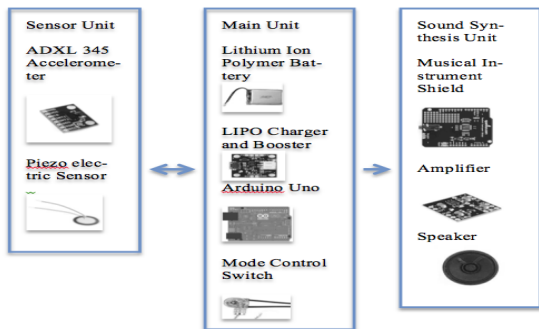 Sensor Unit
ADXL 345
Accelerome-
ter
Piezo elec-
tric Sensor
Main Unit
Lithium Ion
Polymer Bat-
tery
LIPO Charger
and Booster
Arduino Uno
Mode Control
Switch
Sound Syn-
thesis Unit
Musical In-
strument
Shield
Amplifier
Speaker